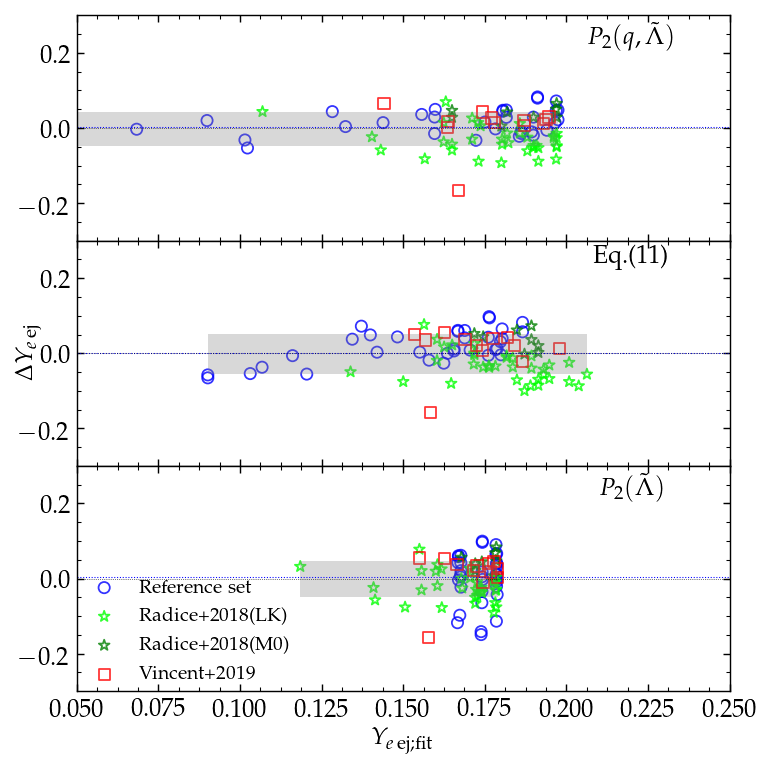 P₂(q, Λ̃)
0.2
0.0
−0.2
Eq.(11)
0.2
0.0
−0.2
ΔYₑ ej
P₂(Λ̃)
0.2
0.0
−0.2
Reference set
Radice+2018(LK)
Radice+2018(M0)
Vincent+2019
0.050 0.075 0.100 0.125 0.150 0.175 0.200 0.225 0.250
Yₑ ej;fit